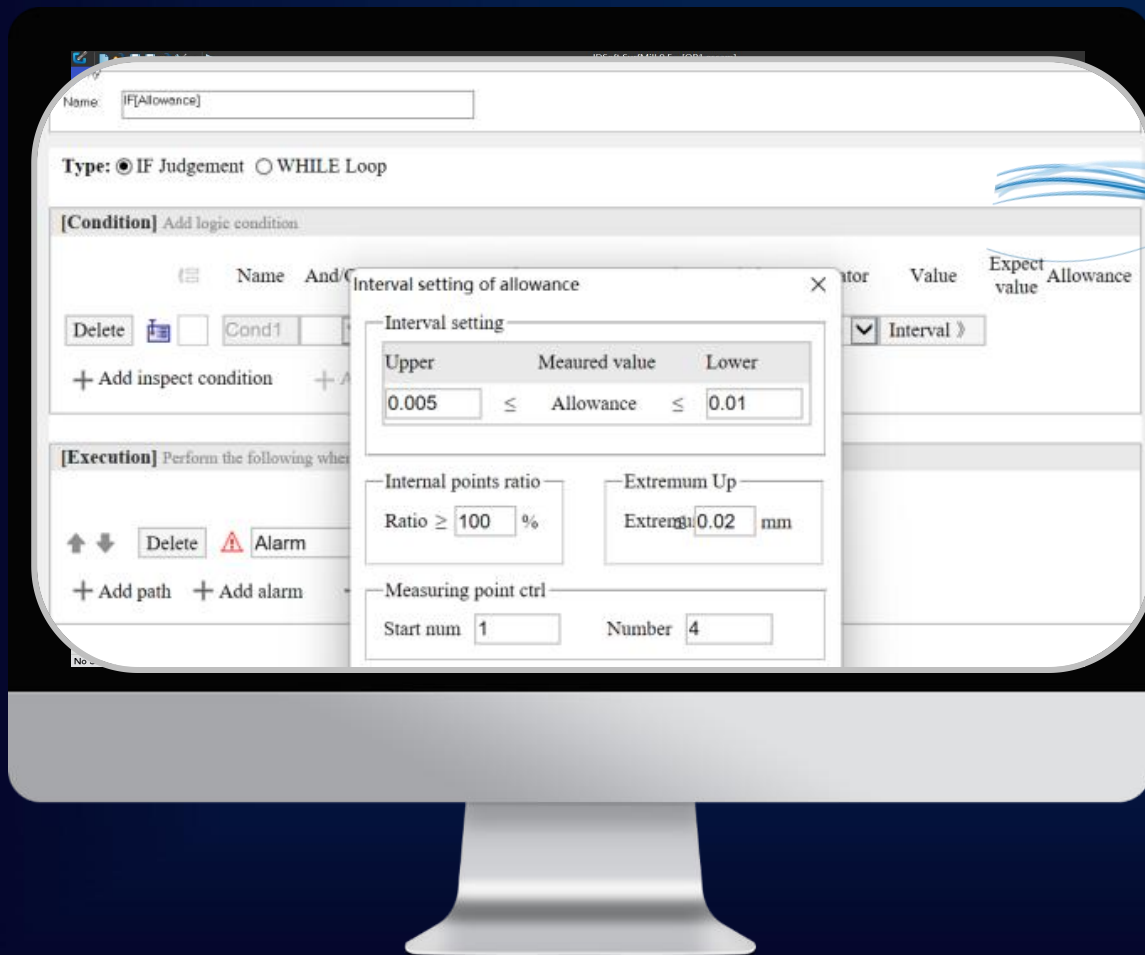 Name: IF[Allowance]
Type: IF Judgement WHILE Loop
[Condition] Add logic condition
Name And/ Value Expect value Allowance
Delete Cond1 Interval 》
+ Add inspect condition +
[Execution] Perform the following
Delete Alarm
+ Add path + Add alarm
Interval setting of allowance
Interval setting
Upper Meaured value Lower
0.005 ≤ Allowance ≤ 0.01
Internal points ratio Extremum Up
Ratio ≥ 100 % 0.02 mm
Measuring point ctrl
Start num 1 Number 4